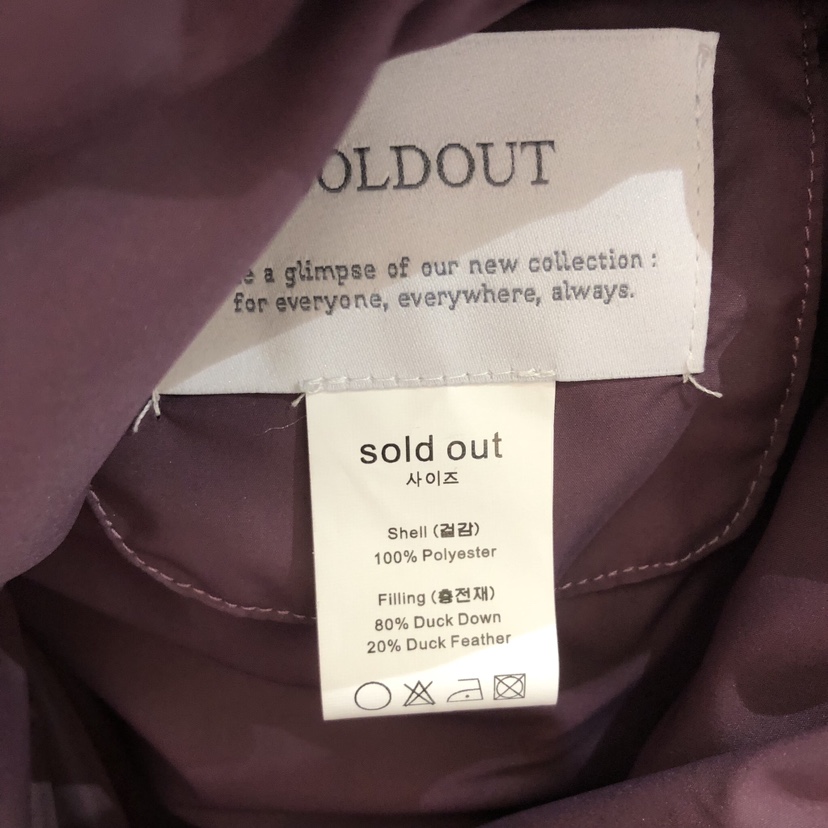 OLDOUT
a glimpse of our new collection :
for everyone, everywhere, always.
sold out
사이즈
Shell (겉감)
100% Polyester
Filling (충전재)
80% Duck Down
20% Duck Feather